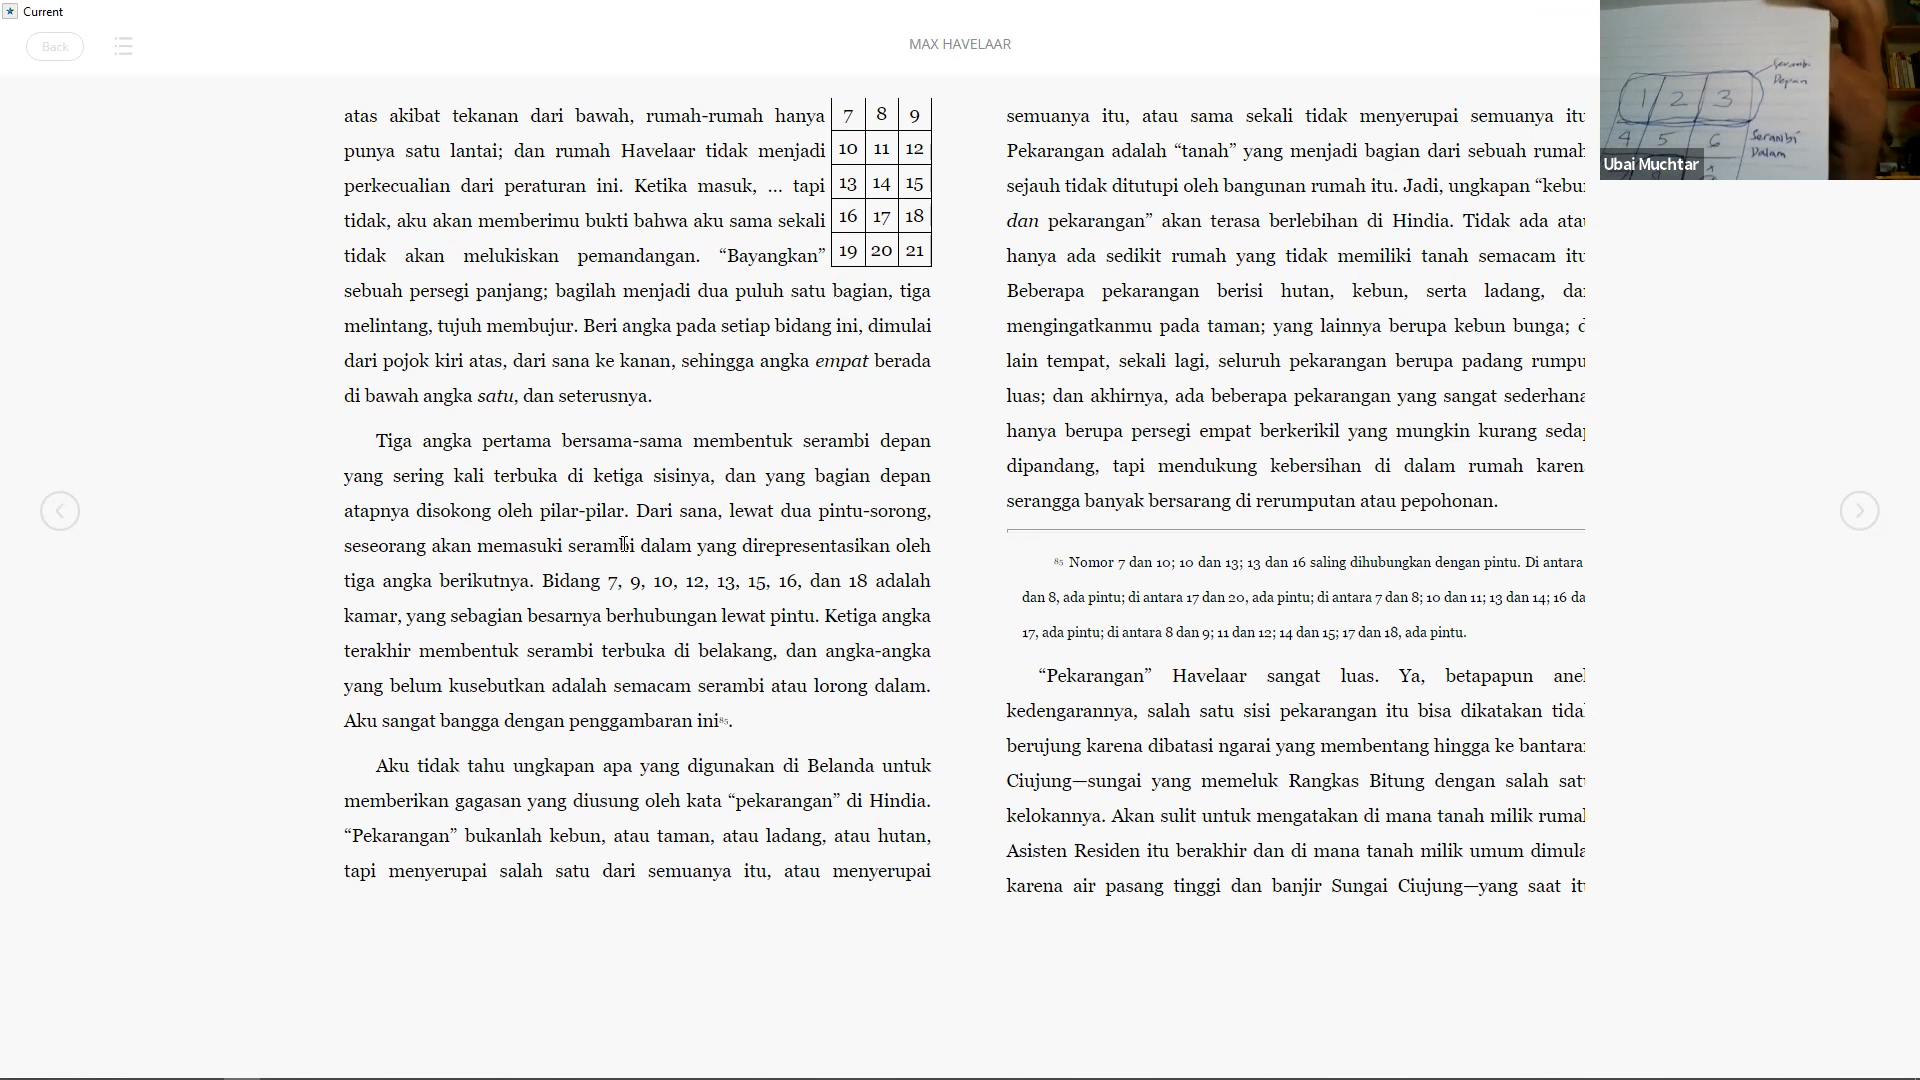 Current
Back
MAX HAVELAAR
atas akibat tekanan dari bawah, rumah-rumah hanya
punya satu lantai; dan rumah Havelaar tidak menjadi
perkecualian dari peraturan ini. Ketika masuk, ... tapi
tidak, aku akan memberimu bukti bahwa aku sama sekali
tidak akan melukiskan pemandangan. “Bayangkan”
7 8 9
10 11 12
13 14 15
16 17 18
19 20 21
sebuah persegi panjang; bagilah menjadi dua puluh satu bagian, tiga
melintang, tujuh membujur. Beri angka pada setiap bidang ini, dimulai
dari pojok kiri atas, dari sana ke kanan, sehingga angka empat berada
di bawah angka satu, dan seterusnya.
Tiga angka pertama bersama-sama membentuk serambi depan
yang sering kali terbuka di ketiga sisinya, dan yang bagian depan
atapnya disokong oleh pilar-pilar. Dari sana, lewat dua pintu-sorong,
seseorang akan memasuki serambi dalam yang direpresentasikan oleh
tiga angka berikutnya. Bidang 7, 9, 10, 12, 13, 15, 16, dan 18 adalah
kamar, yang sebagian besarnya berhubungan lewat pintu. Ketiga angka
terakhir membentuk serambi terbuka di belakang, dan angka-angka
yang belum kusebutkan adalah semacam serambi atau lorong dalam.
Aku sangat bangga dengan penggambaran ini85.
Aku tidak tahu ungkapan apa yang digunakan di Belanda untuk
memberikan gagasan yang diusung oleh kata “pekarangan” di Hindia.
“Pekarangan” bukanlah kebun, atau taman, atau ladang, atau hutan,
tapi menyerupai salah satu dari semuanya itu, atau menyerupai
semuanya itu, atau sama sekali tidak menyerupai semuanya itu
Pekarangan adalah “tanah” yang menjadi bagian dari sebuah rumah
sejauh tidak ditutupi oleh bangunan rumah itu. Jadi, ungkapan “kebu
dan pekarangan” akan terasa berlebihan di Hindia. Tidak ada ata
hanya ada sedikit rumah yang tidak memiliki tanah semacam itu
Beberapa pekarangan berisi hutan, kebun, serta ladang, da
mengingatkanmu pada taman; yang lainnya berupa kebun bunga; d
lain tempat, sekali lagi, seluruh pekarangan berupa padang rumpu
luas; dan akhirnya, ada beberapa pekarangan yang sangat sederhana
hanya berupa persegi empat berkerikil yang mungkin kurang seda
dipandang, tapi mendukung kebersihan di dalam rumah karen
serangga banyak bersarang di rerumputan atau pepohonan.
85 Nomor 7 dan 10; 10 dan 13; 13 dan 16 saling dihubungkan dengan pintu. Di antara
dan 8, ada pintu; di antara 17 dan 20, ada pintu; di antara 7 dan 8; 10 dan 11; 13 dan 14; 16 da
17, ada pintu; di antara 8 dan 9; 11 dan 12; 14 dan 15; 17 dan 18, ada pintu.
“Pekarangan” Havelaar sangat luas. Ya, betapapun ane
kedengarannya, salah satu sisi pekarangan itu bisa dikatakan tida
berujung karena dibatasi ngarai yang membentang hingga ke bantara
Ciujung—sungai yang memeluk Rangkas Bitung dengan salah sat
kelokannya. Akan sulit untuk mengatakan di mana tanah milik ruma
Asisten Residen itu berakhir dan di mana tanah milik umum dimula
karena air pasang tinggi dan banjir Sungai Ciujung—yang saat it
Serambi
Depan
1 2 3
4 5 6
Serambi
Dalam
Ubai Muchtar